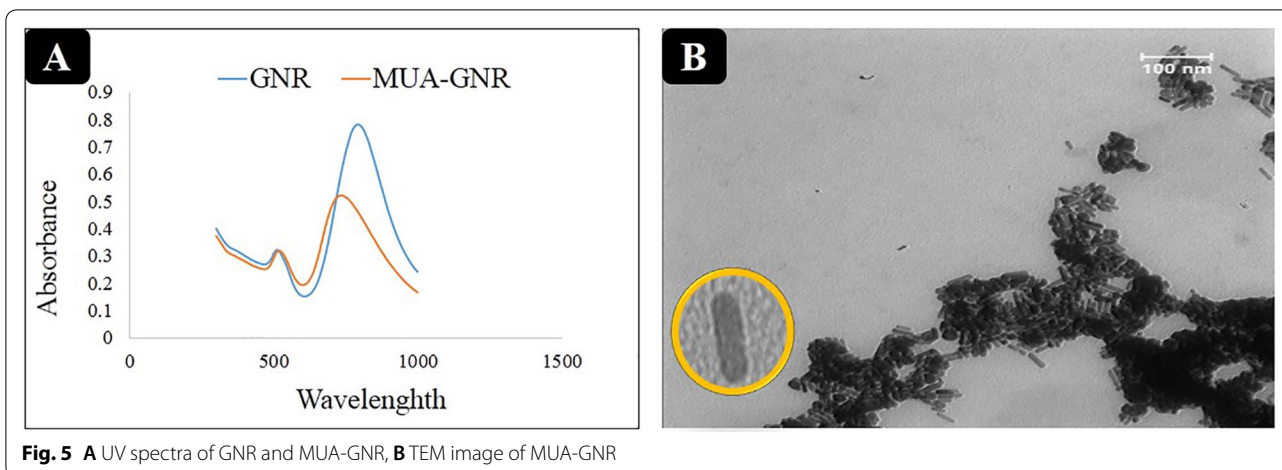 A
GNR MUA-GNR
0.9
0.8
0.7
0.6
0.5
0.4
0.3
0.2
0.1
0
Absorbance
0 500 1000 1500
Wavelenghth
B
100 nm
Fig. 5 A UV spectra of GNR and MUA-GNR, B TEM image of MUA-GNR